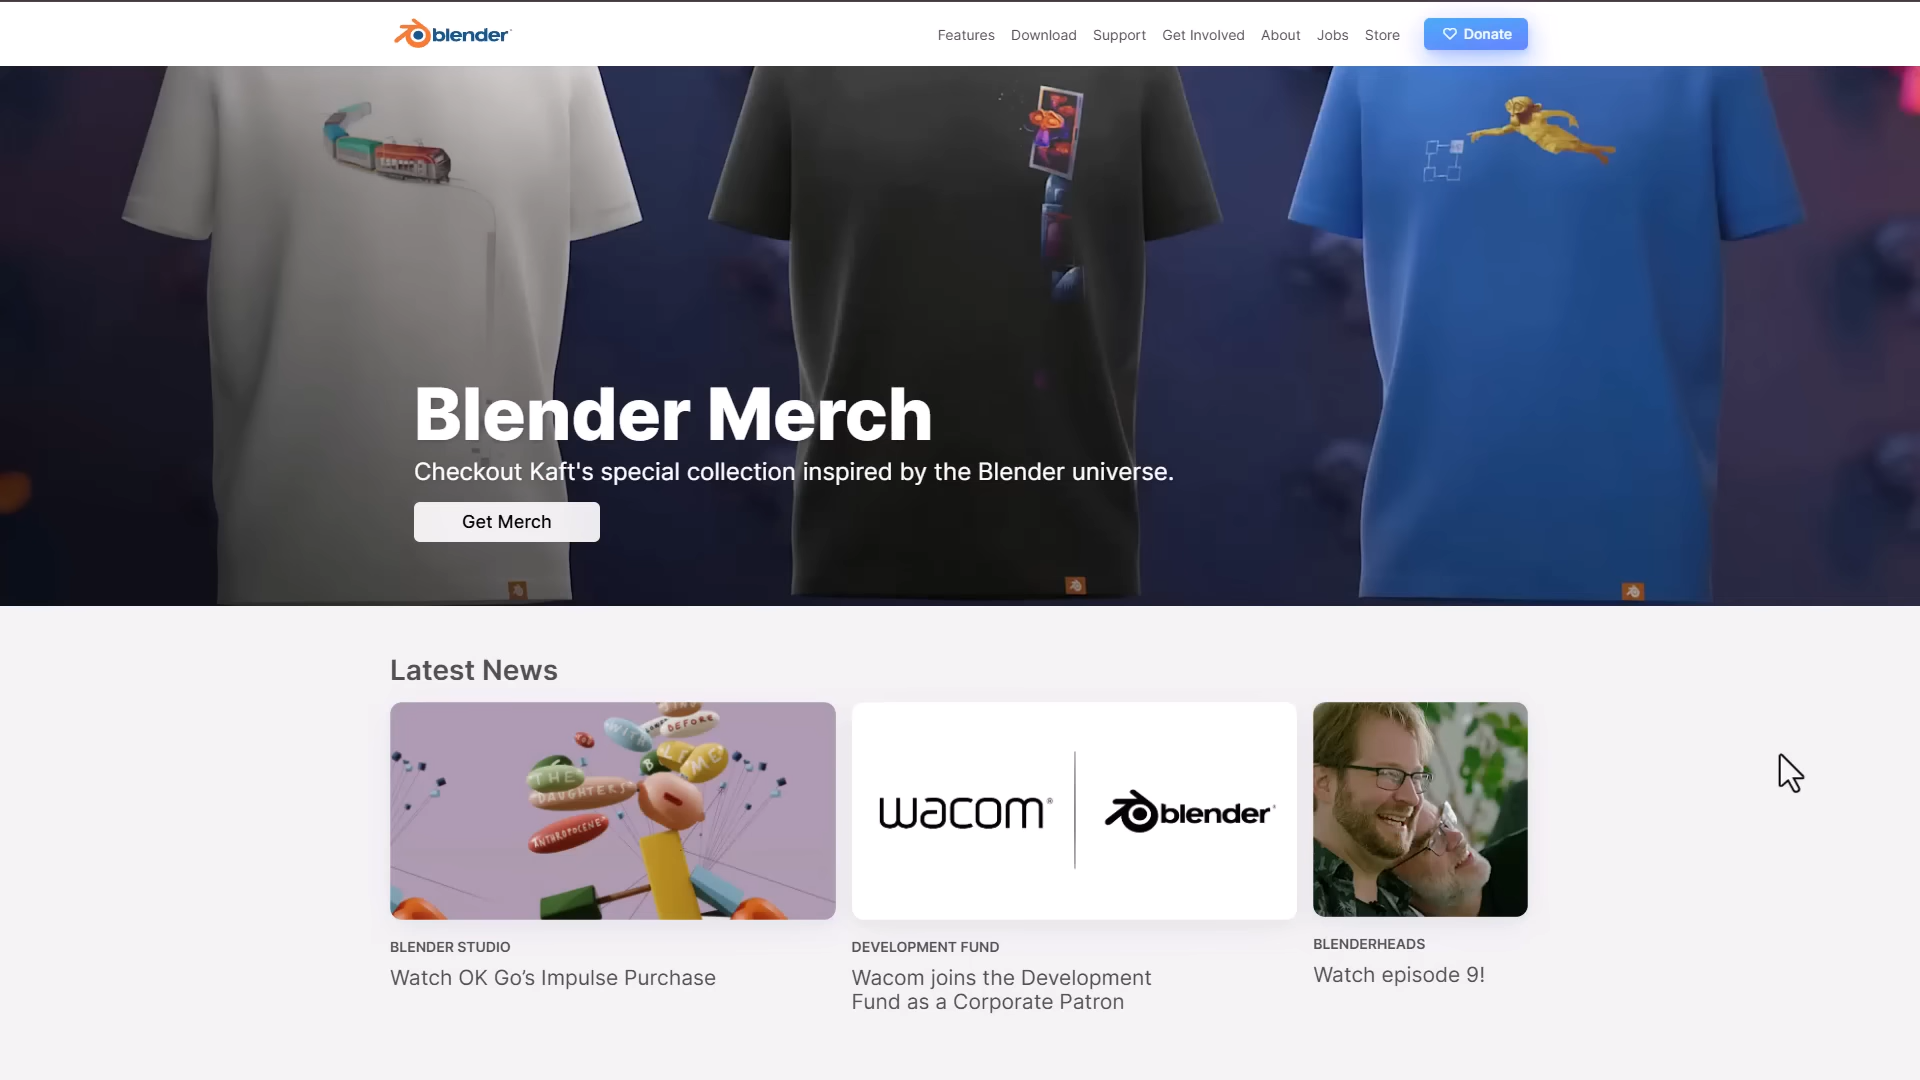 blender
Features Download Support Get Involved About Jobs Store Donate
Blender Merch
Checkout Kaft's special collection inspired by the Blender universe.
Get Merch
Latest News
BEFORE
WITH
ME
THE
DAUGHTERS
ANTHROPOCENE
wacom® blender
BLENDER STUDIO
Watch OK Go’s Impulse Purchase
DEVELOPMENT FUND
Wacom joins the Development
Fund as a Corporate Patron
BLENDERHEADS
Watch episode 9!